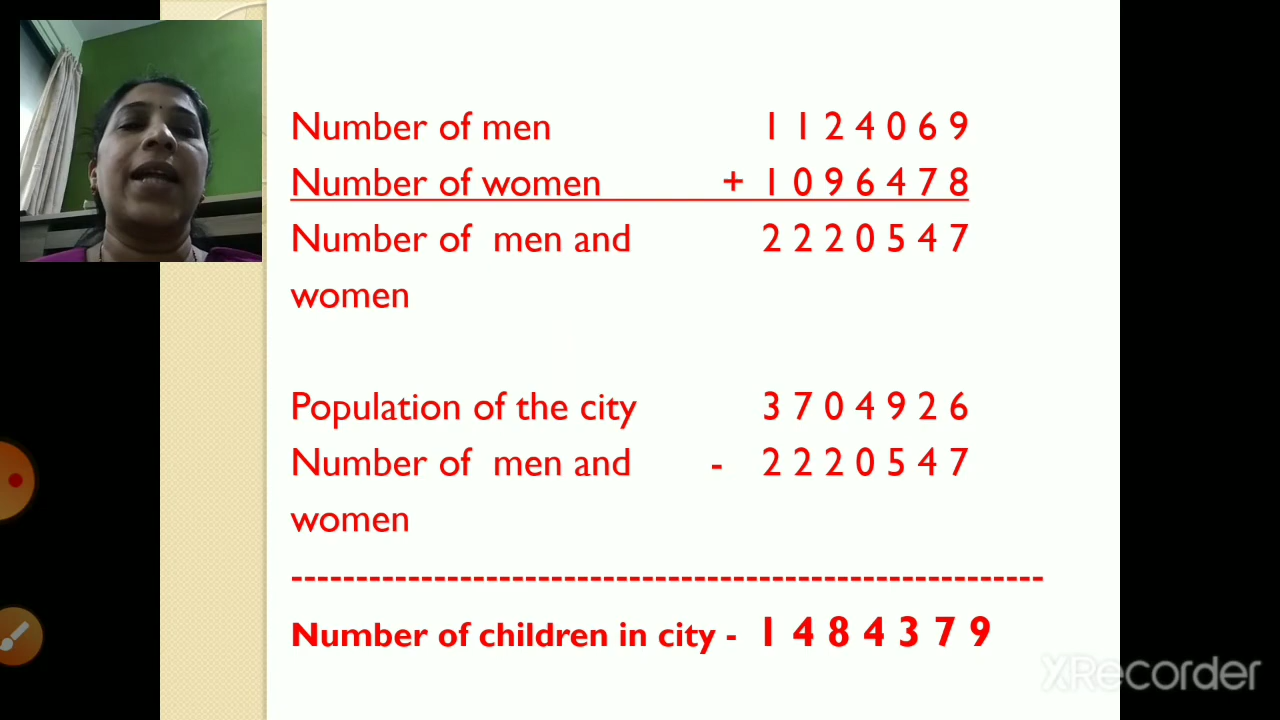 Number of men 1 1 2 4 0 6 9
Number of women + 1 0 9 6 4 7 8
Number of men and 2 2 2 0 5 4 7
women
Population of the city 3 7 0 4 9 2 6
Number of men and - 2 2 2 0 5 4 7
women
----------------------------------------------------------
Number of children in city - 1 4 8 4 3 7 9
XRecorder